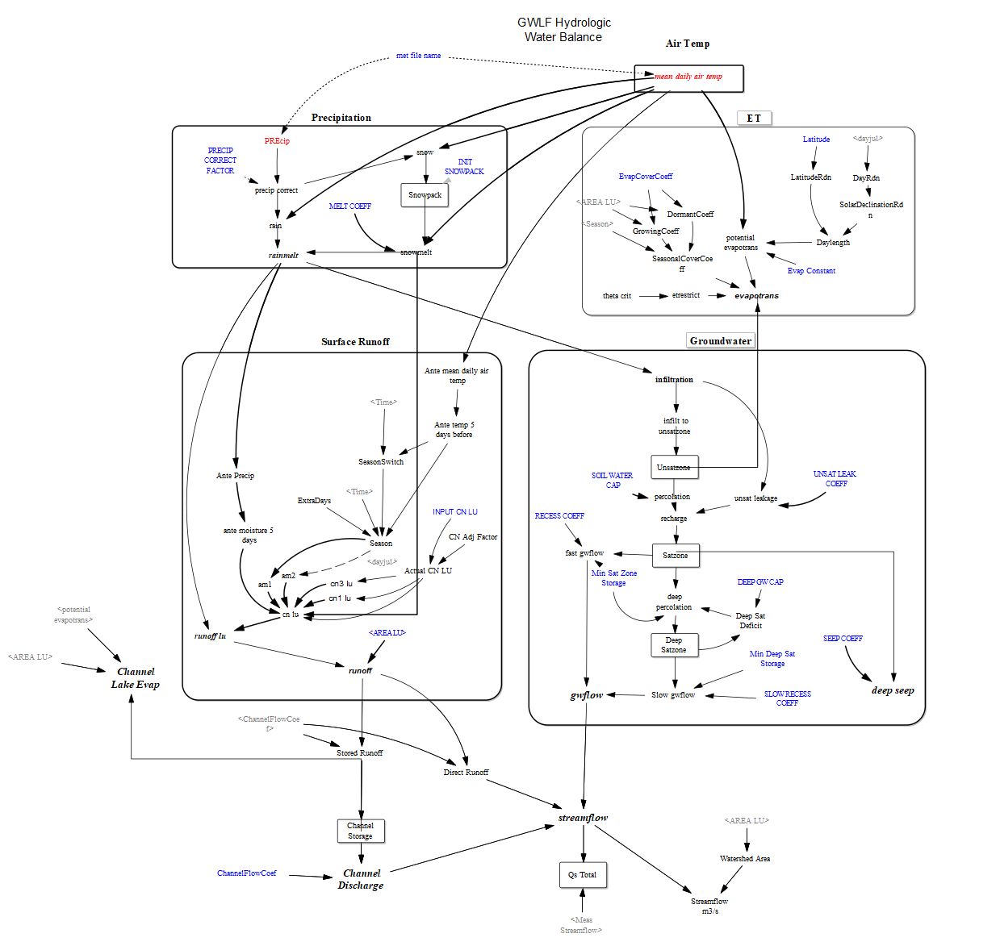 GWLF Hydrologic
Water Balance
Air Temp
met file name
mean daily air temp
Precipitation
ET
PREcip
PRECIP
CORRECT
FACTOR
snow
INIT
SNOWPACK
precip correct
Snowpack
MELT COEFF
rain
rainmelt
snowmelt
Latitude
<dayjul>
EvapCoverCoeff
LatitudeRdn
DayRdn
<AREA LU>
DormantCoeff
SolarDeclinationRd
n
<Season>
GrowingCoeff
potential
evapotrans
Daylength
SeasonalCoverCoe
ff
Evap Constant
theta crit
etrestrict
evapotrans
Surface Runoff
Groundwater
Ante mean daily air
temp
<Time>
Ante temp 5
days before
SeasonSwitch
Ante Precip
<Time>
ExtraDays
INPUT CN LU
ante moisture 5
days
CN Adj Factor
Season
<dayjul>
Actual CN LU
am2
am1
cn3 lu
cn1 lu
cn lu
runoff lu
<AREA LU>
runoff
infiltration
infilt to
unsatzone
Unsatzone
SOIL WATER
CAP
UNSAT LEAK
COEFF
percolation
unsat leakage
RECESS COEFF
recharge
fast gwflow
Satzone
Min Sat Zone
Storage
DEEP GW CAP
deep
percolation
Deep Sat
Deficit
Deep
Satzone
SEEP COEFF
Min Deep Sat
Storage
gwflow
Slow gwflow
SLOW RECESS
COEFF
deep seep
<potential
evapotrans>
<AREA LU>
Channel
Lake Evap
<ChannelFlowCoe
f>
Stored Runoff
Direct Runoff
Channel
Storage
streamflow
<AREA LU>
Watershed Area
ChannelFlowCoef
Channel
Discharge
Qs Total
Streamflow
m3/s
<Meas
Streamflow>